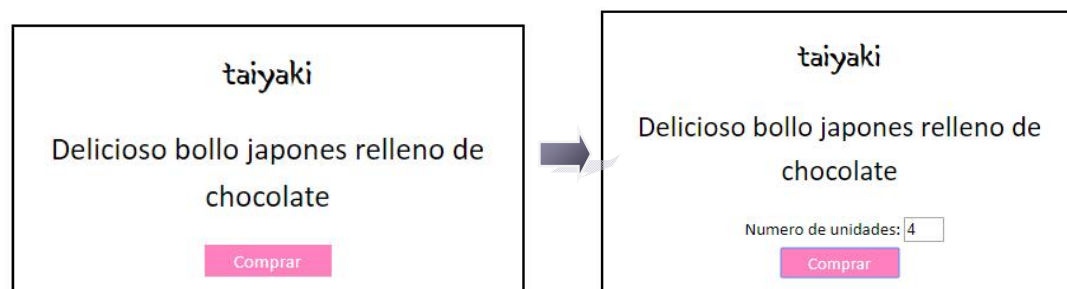 taiyaki
Delicioso bollo japones relleno de
chocolate
Comprar
taiyaki
Delicioso bollo japones relleno de
chocolate
Numero de unidades: 4
Comprar